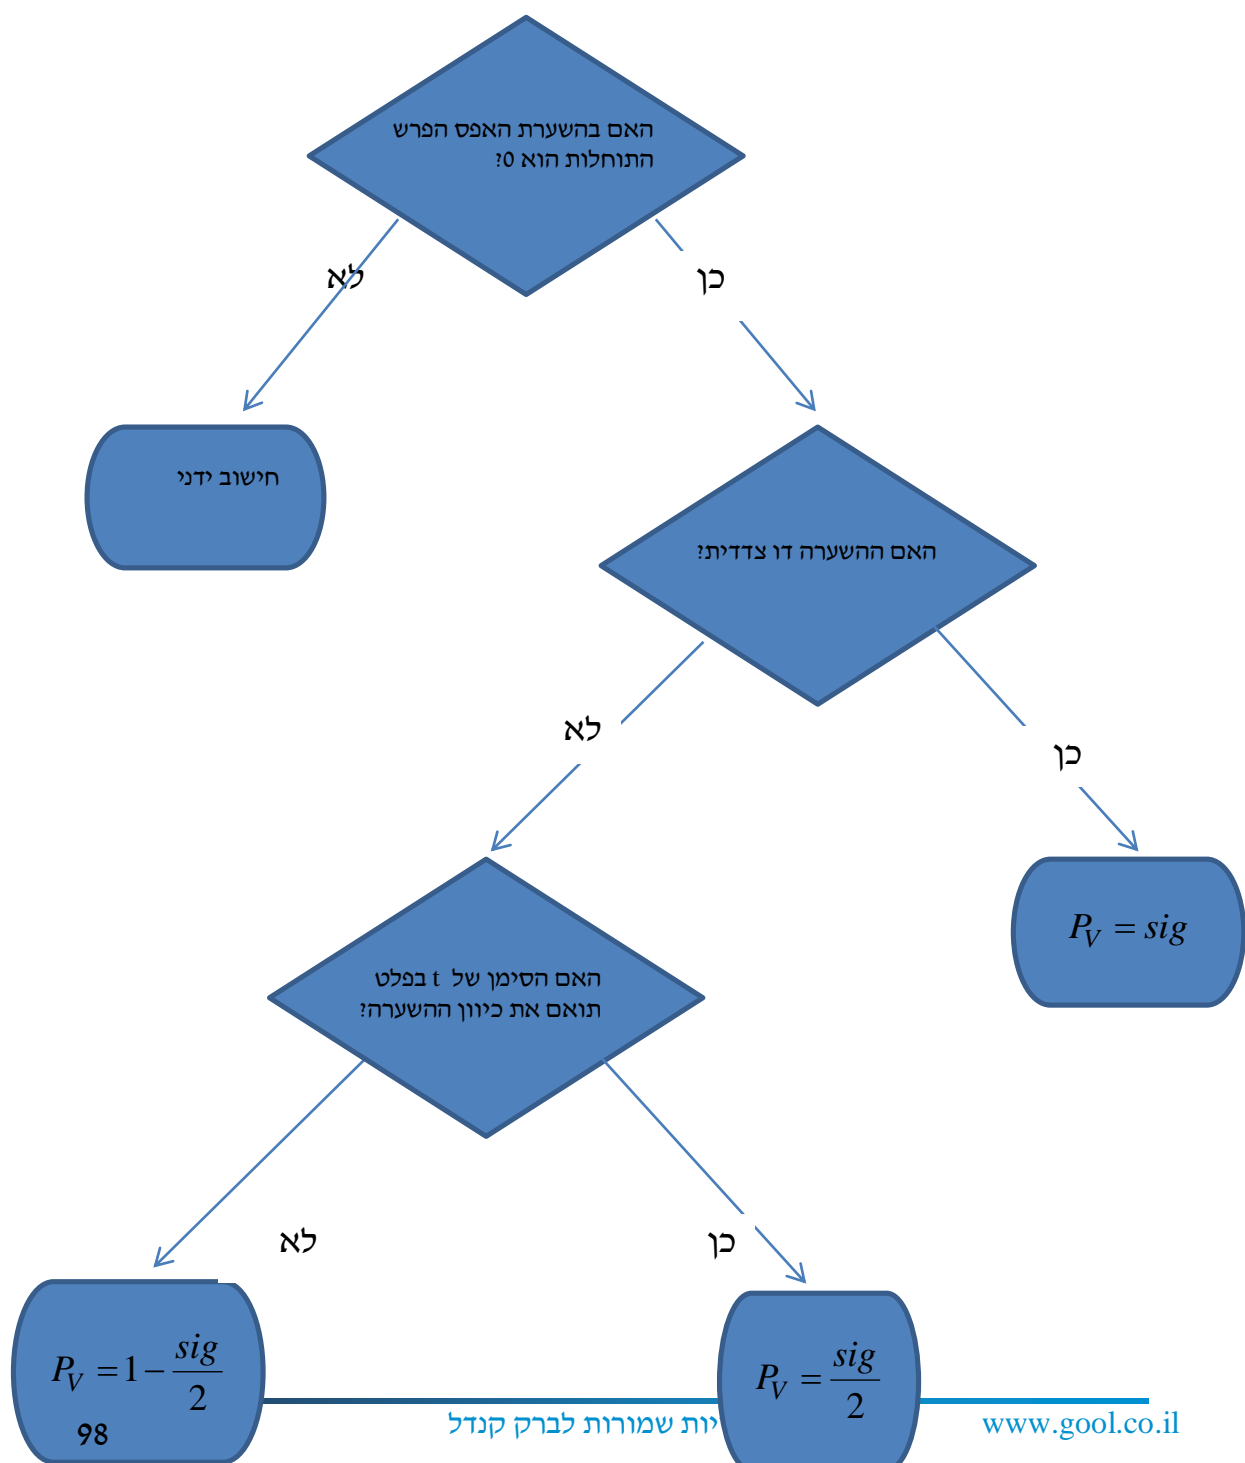 האם בהשערת האפס הפרש
התוחלות הוא 0?
לא
כן
חישוב ידני
האם ההשערה דו צדדית?
לא
כן
P_V = sig
האם הסימן של t בפלט
תואם את כיוון ההשערה?
לא
כן
P_V = 1 - sig/2
P_V = sig/2
98
יות שמורות לברק קנדל
www.gool.co.il